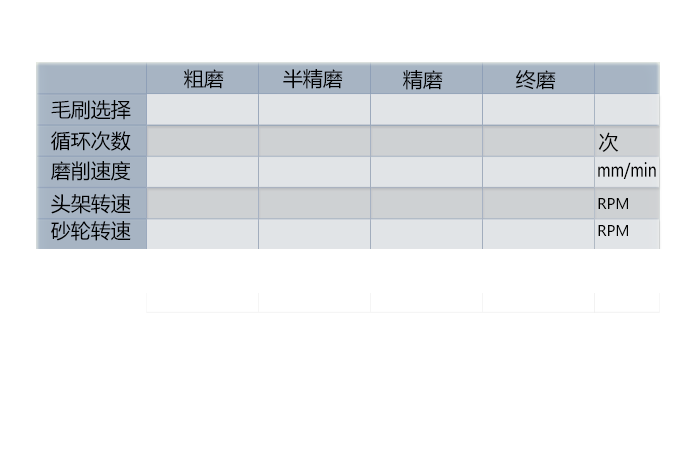 粗磨 半精磨 精磨 终磨
毛刷选择
循环次数 次
磨削速度 mm/min
头架转速 RPM
砂轮转速 RPM